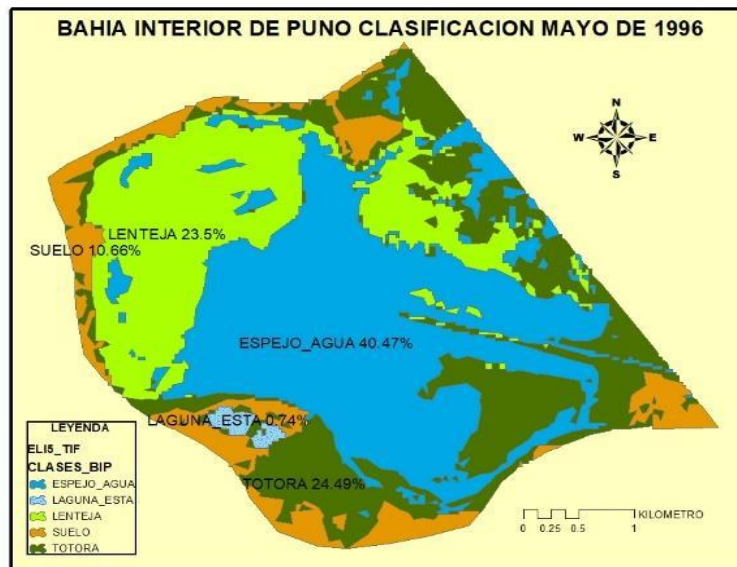 BAHIA INTERIOR DE PUNO CLASIFICACION MAYO DE 1996
N
W E
S
LENTEJA 23.5%
SUELO 10.66%
ESPEJO_AGUA 40.47%
LAGUNA_ESTA 0.74%
TOTORA 24.49%
LEYENDA
ELI5_TIF
CLASES_BIP
ESPEJO_AGUA
LAGUNA_ESTA
LENTEJA
SUELO
TOTORA
KILOMETRO
0 0.25 0.5 1